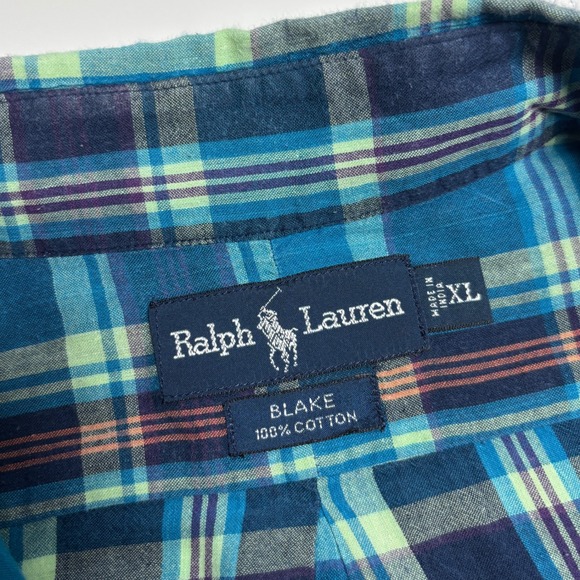 Ralph Lauren
MADE IN
INDIA
XL
BLAKE
100% COTTON